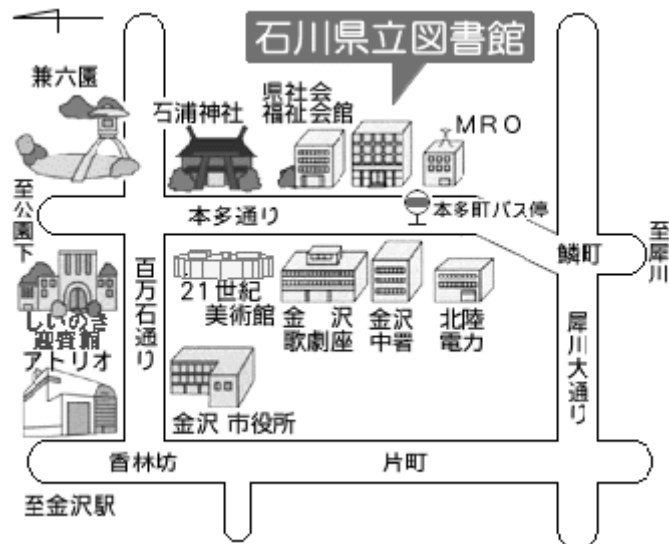 石川県立図書館
兼六園
石浦神社
県社会
福祉会館
MRO
至公園下
本多通り
本多町バス停
至犀川
鱗町
百万石通り
21世紀
美術館
金沢
歌劇座
金沢
中署
北陸
電力
犀川大通り
しいのき
迎賓館
アトリオ
金沢市役所
香林坊
片町
至金沢駅